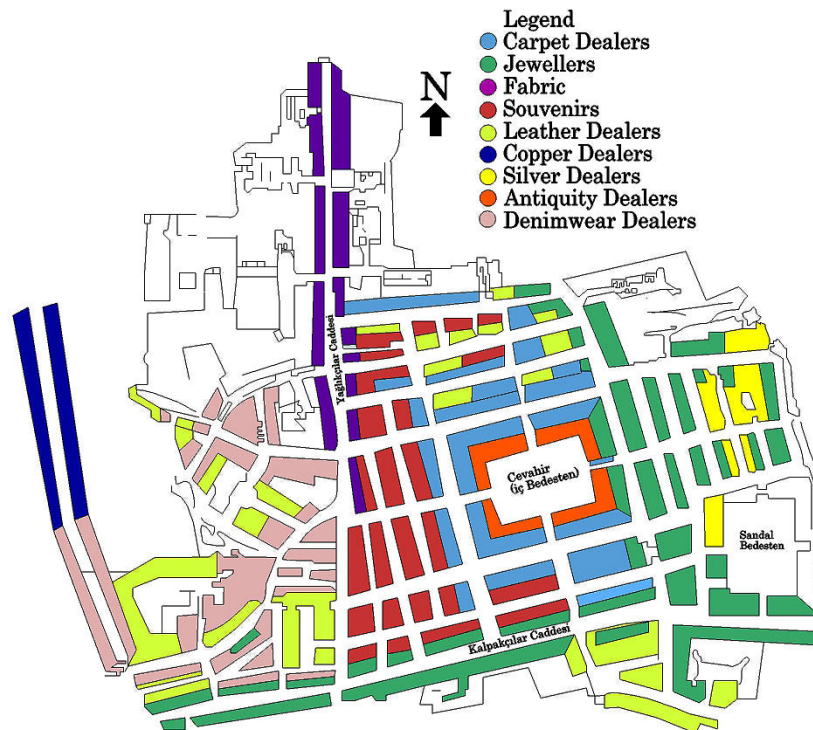 Legend
Carpet Dealers
Jewellers
Fabric
Souvenirs
Leather Dealers
Copper Dealers
Silver Dealers
Antiquity Dealers
Denimwear Dealers
N
Yağlıkçılar Caddesi
Cevahir
(iç Bedesten)
Sandal
Bedesten
Kalpakçılar Caddesi